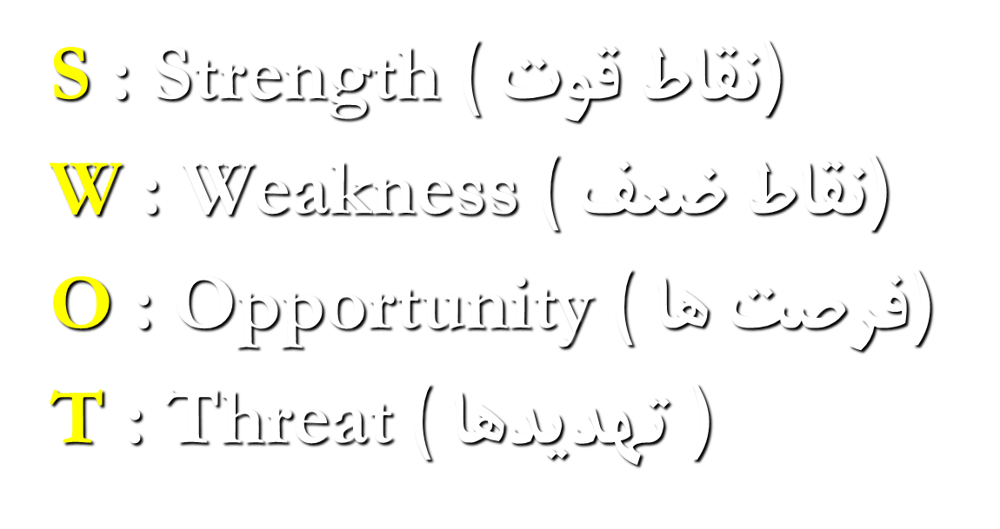 S : Strength ( نقاط قوت)
W : Weakness ( نقاط ضعف)
O : Opportunity ( فرصت ها)
T : Threat ( تهدیدها )